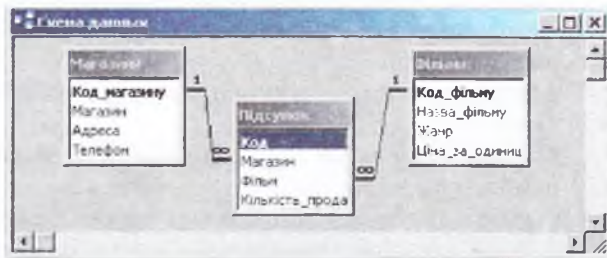 Схема данных
Магазини
Код_магазину
Магазин
Адреса
Телефон
1
∞
Підсумок
Код
Магазин
Фільм
Кількість_прода
∞
1
Фільми
Код_фільму
Назва_фільму
Жанр
Ціна_за_одиниц